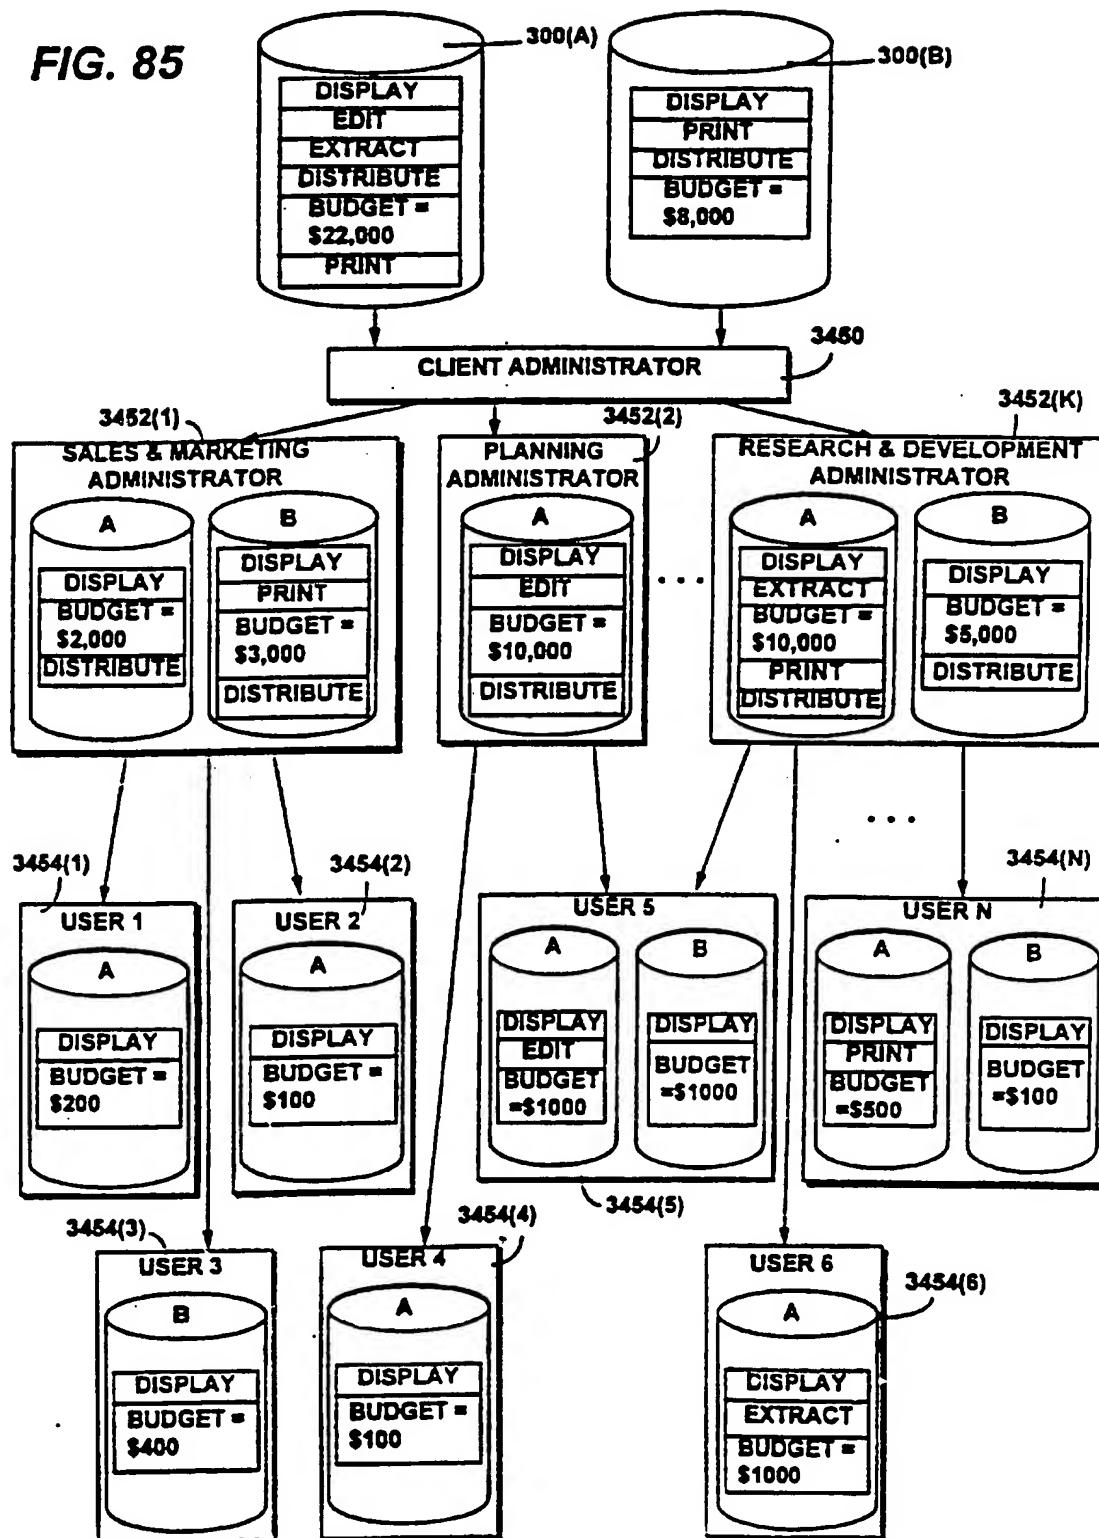 FIG. 85
300(A)
DISPLAY
EDIT
EXTRACT
DISTRIBUTE
BUDGET =
$22,000
PRINT
300(B)
DISPLAY
PRINT
DISTRIBUTE
BUDGET =
$8,000
CLIENT ADMINISTRATOR
3450
3452(1)
SALES & MARKETING
ADMINISTRATOR
A
DISPLAY
BUDGET =
$2,000
DISTRIBUTE
B
DISPLAY
PRINT
BUDGET =
$3,000
DISTRIBUTE
3452(2)
PLANNING
ADMINISTRATOR
A
DISPLAY
EDIT
BUDGET =
$10,000
DISTRIBUTE
. . .
3452(K)
RESEARCH & DEVELOPMENT
ADMINISTRATOR
A
DISPLAY
EXTRACT
BUDGET =
$10,000
PRINT
DISTRIBUTE
B
DISPLAY
BUDGET =
$5,000
DISTRIBUTE
. . .
3454(1)
USER 1
A
DISPLAY
BUDGET =
$200
3454(2)
USER 2
A
DISPLAY
BUDGET =
$100
USER 5
A
DISPLAY
EDIT
BUDGET
=$1000
B
DISPLAY
BUDGET
=$1000
3454(5)
3454(N)
USER N
A
DISPLAY
PRINT
BUDGET
=$500
B
DISPLAY
BUDGET
=$100
3454(3)
USER 3
B
DISPLAY
BUDGET =
$400
3454(4)
USER 4
A
DISPLAY
BUDGET =
$100
USER 6
3454(6)
A
DISPLAY
EXTRACT
BUDGET =
$1000